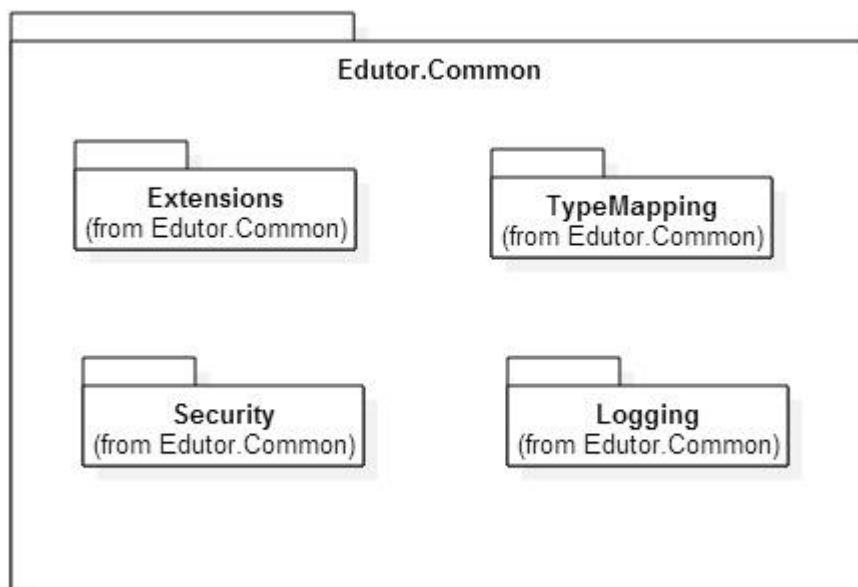 Edutor.Common
Extensions
(from Edutor.Common)
TypeMapping
(from Edutor.Common)
Security
(from Edutor.Common)
Logging
(from Edutor.Common)